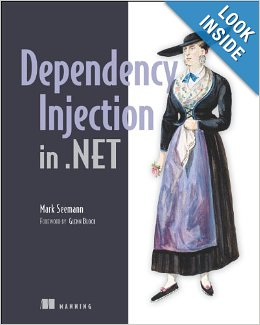 LOOK
INSIDE!
Dependency
Injection
in .NET
Mark Seemann
FOREWORD BY GLENN BLOCK
MANNING